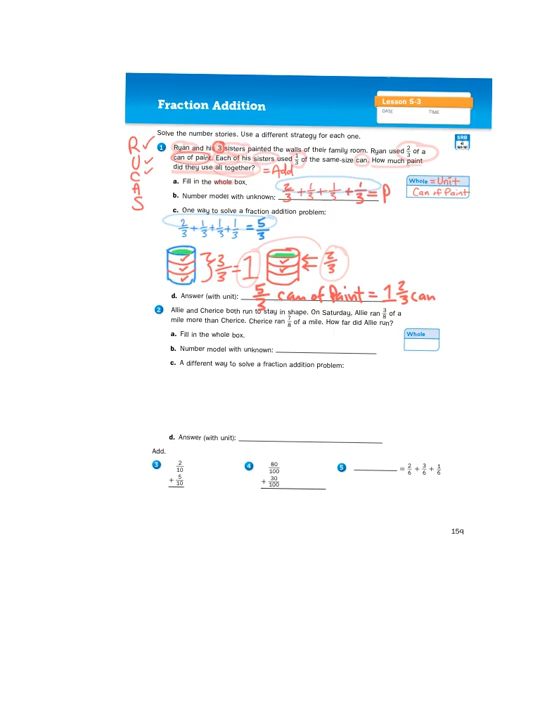 Fraction Addition
Lesson 5-3
DATE TIME
Solve the number stories. Use a different strategy for each one.
SRB
R ✓
U ✓
C ✓
A
S
1 Ryan and his 3 sisters painted the walls of their family room. Ryan used 2/3 of a
can of paint. Each of his sisters used 1/3 of the same-size can. How much paint
did they use all together? = Add
a. Fill in the whole box.
Whole = Unit
Can of Paint
b. Number model with unknown: 2/3 + 1/3 + 1/3 + 1/3 = P
c. One way to solve a fraction addition problem:
2/3 + 1/3 + 1/3 + 1/3 = 5/3
} 3/3 = 1 ⇐ 2/3
d. Answer (with unit): 5/3 can of Paint = 1 2/3 can
2 Allie and Cherice both run to stay in shape. On Saturday, Allie ran 3/8 of a
mile more than Cherice. Cherice ran 7/8 of a mile. How far did Allie run?
a. Fill in the whole box.
Whole
b. Number model with unknown:
c. A different way to solve a fraction addition problem:
d. Answer (with unit):
Add.
3 2/10 + 5/10
4 80/100 + 30/100
5 = 2/6 + 3/6 + 1/6
159